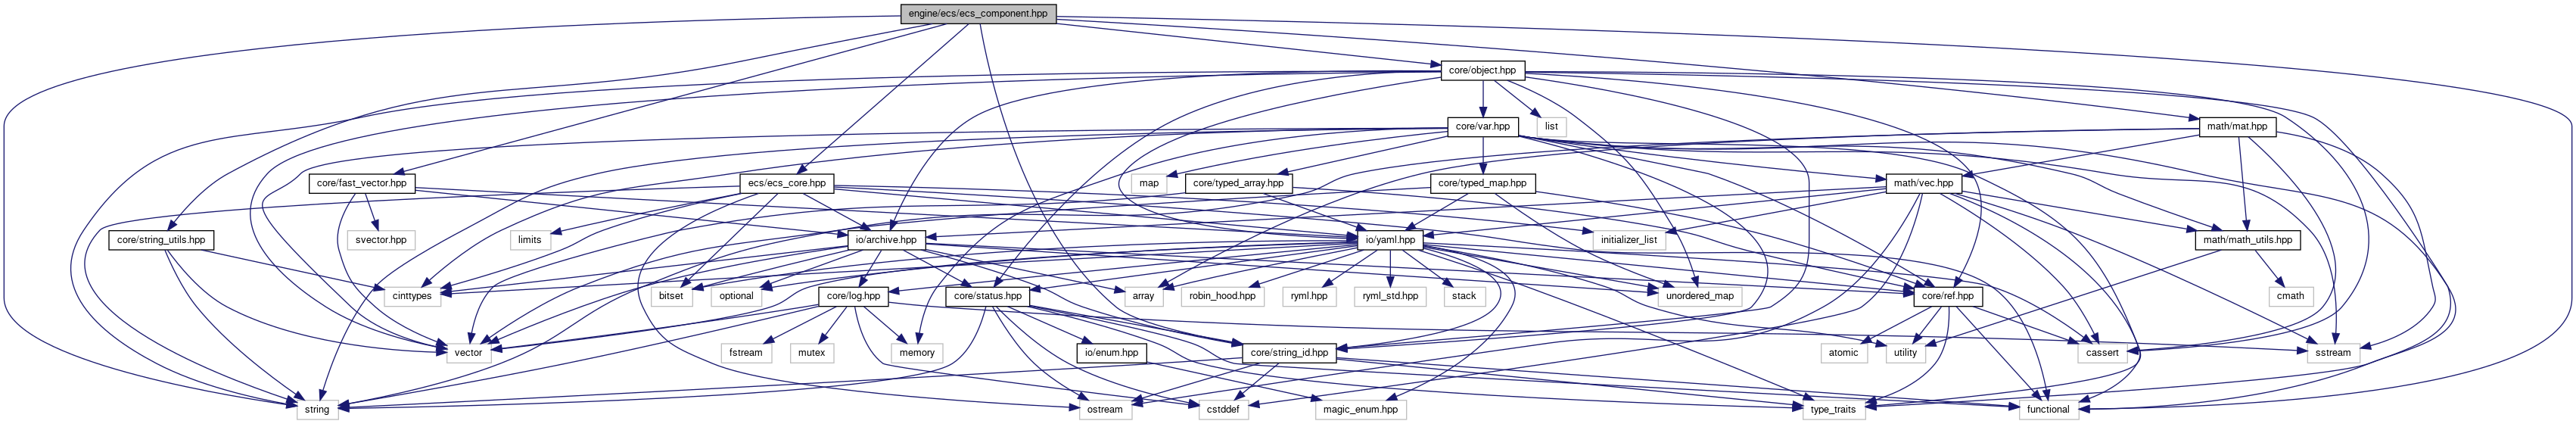 engine/ecs/ecs_component.hpp
core/object.hpp
core/var.hpp
list
math/mat.hpp
core/fast_vector.hpp
ecs/ecs_core.hpp
map
core/typed_array.hpp
core/typed_map.hpp
math/vec.hpp
core/string_utils.hpp
svector.hpp
limits
io/archive.hpp
io/yaml.hpp
initializer_list
math/math_utils.hpp
cinttypes
bitset
optional
core/log.hpp
core/status.hpp
array
robin_hood.hpp
ryml.hpp
ryml_std.hpp
stack
unordered_map
core/ref.hpp
cmath
vector
fstream
mutex
memory
io/enum.hpp
core/string_id.hpp
atomic
utility
cassert
sstream
string
ostream
cstddef
magic_enum.hpp
type_traits
functional